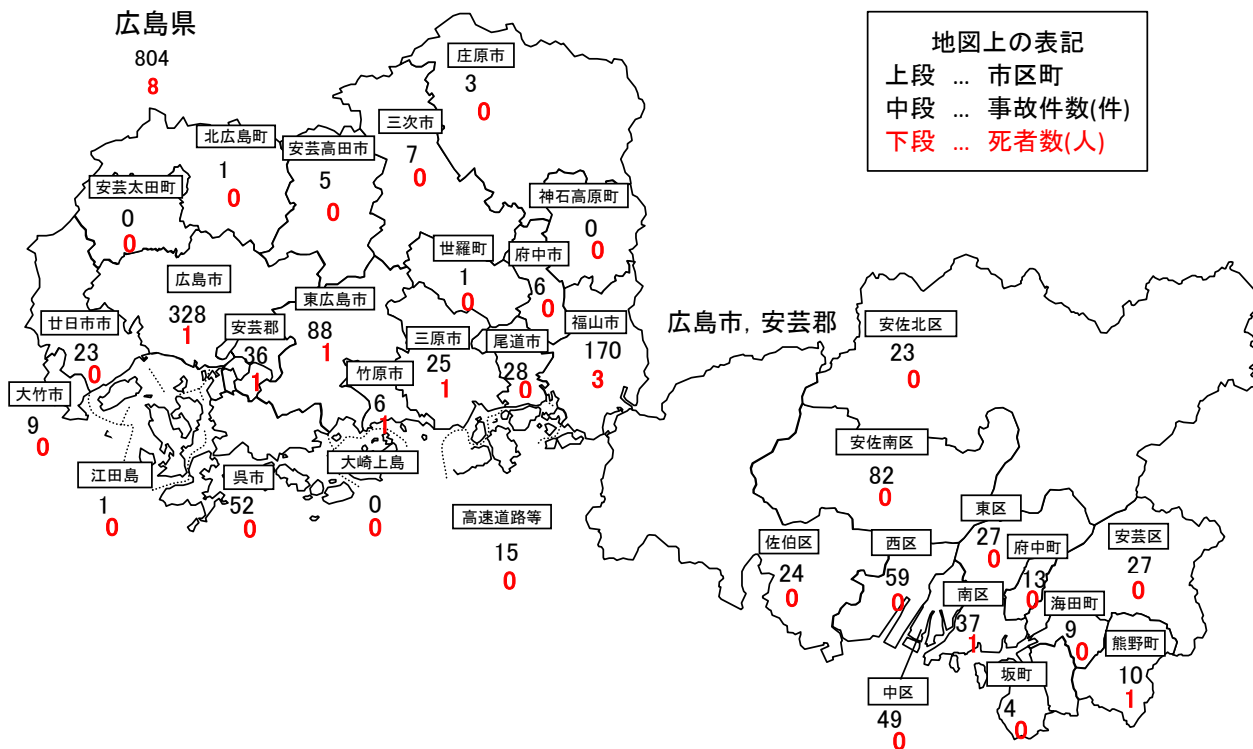 広島県
804
8
地図上の表記
上段 … 市区町
中段 … 事故件数(件)
下段 … 死者数(人)
庄原市
3
0
三次市
7
0
北広島町
1
0
安芸高田市
5
0
安芸太田町
0
0
神石高原町
0
0
世羅町
1
0
府中市
6
0
広島市
328
1
東広島市
88
1
安芸郡
36
1
廿日市市
23
0
三原市
25
1
尾道市
28
0
福山市
170
3
竹原市
6
1
大竹市
9
0
江田島
1
0
呉市
52
0
大崎上島
0
0
高速道路等
15
0
広島市, 安芸郡
安佐北区
23
0
安佐南区
82
0
東区
27
0
佐伯区
24
0
西区
59
0
府中町
13
0
安芸区
27
0
南区
37
1
海田町
9
0
熊野町
10
1
坂町
4
0
中区
49
0